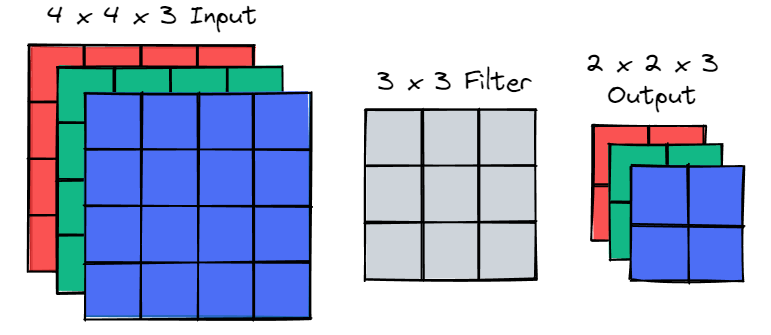 4 x 4 x 3 Input
3 x 3 Filter
2 x 2 x 3
Output